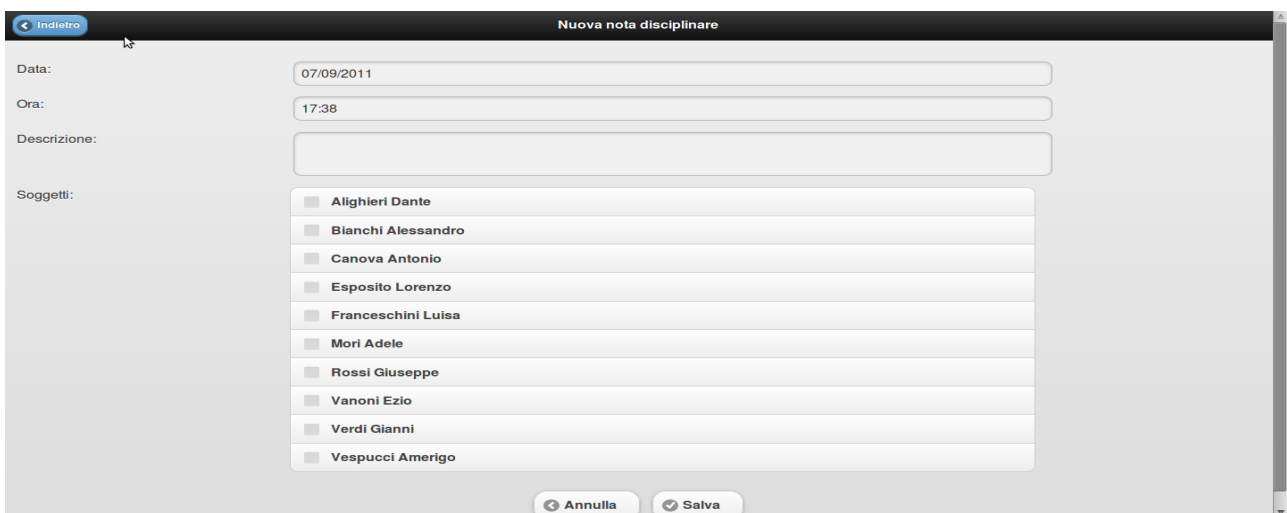 Indietro
Nuova nota disciplinare
Data:
07/09/2011
Ora:
17:38
Descrizione:
Soggetti:
Alighieri Dante
Bianchi Alessandro
Canova Antonio
Esposito Lorenzo
Franceschini Luisa
Mori Adele
Rossi Giuseppe
Vanoni Ezio
Verdi Gianni
Vespucci Amerigo
Annulla
Salva